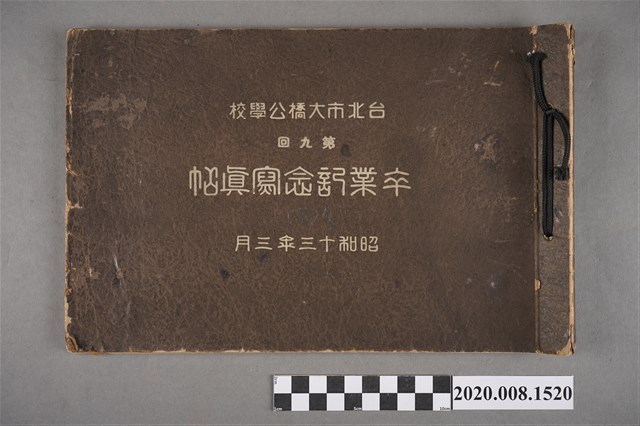 台北市大橋公學校
第九回
卒業記念寫眞帖
昭和十三年三月
2020.008.1520